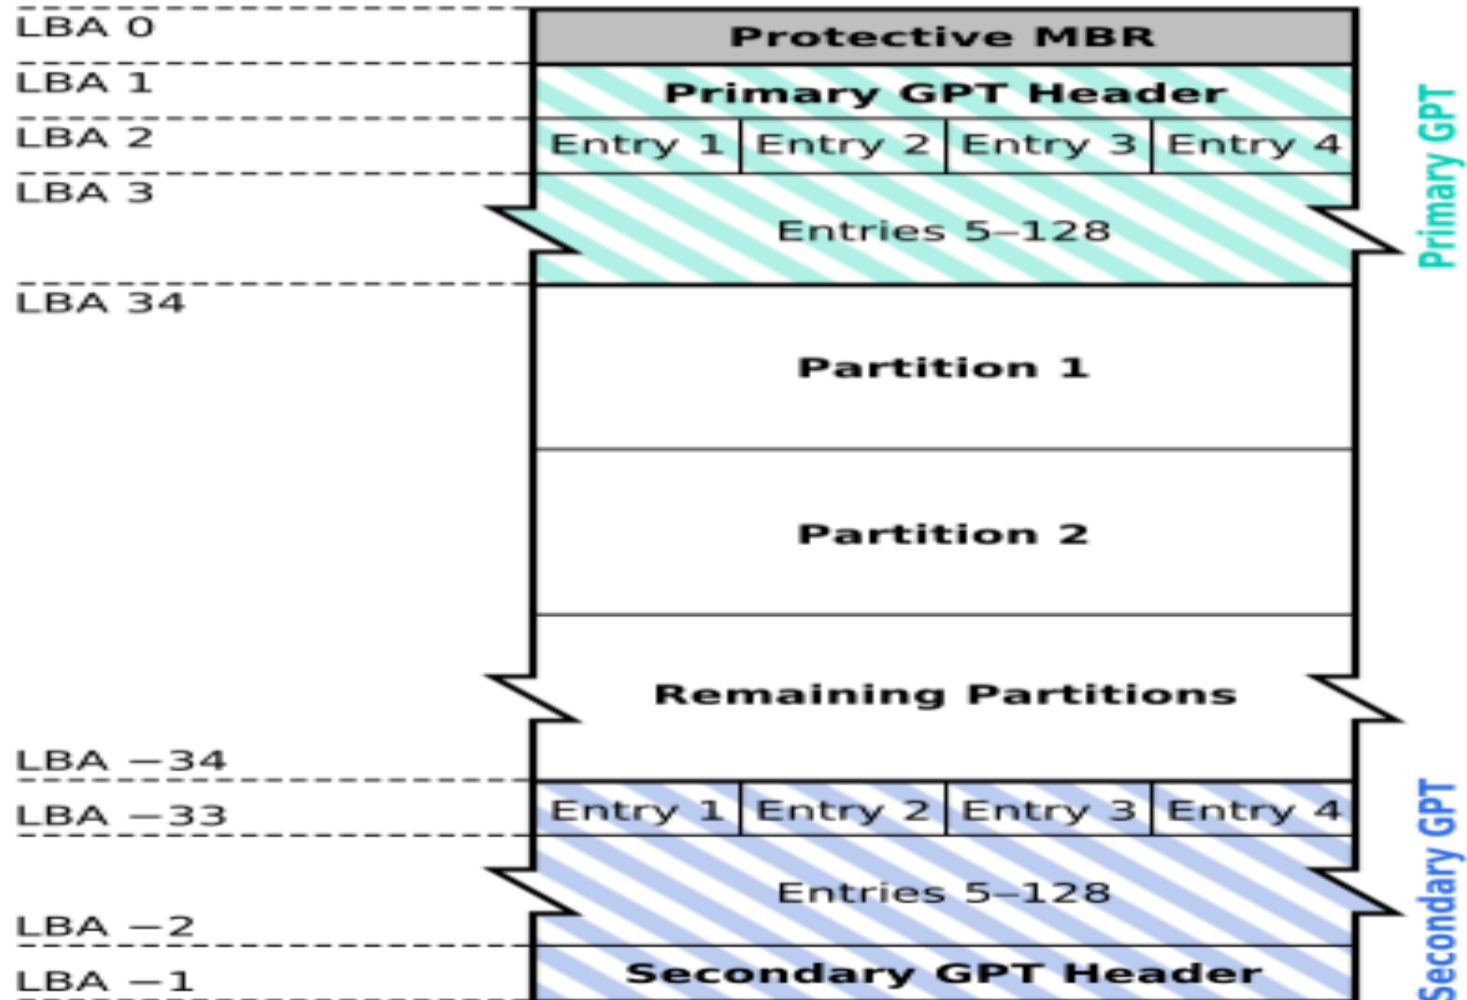 LBA 0
Protective MBR
LBA 1
Primary GPT Header
LBA 2
Entry 1 Entry 2 Entry 3 Entry 4
LBA 3
Entries 5–128
Primary GPT
LBA 34
Partition 1
Partition 2
Remaining Partitions
LBA −34
LBA −33
Entry 1 Entry 2 Entry 3 Entry 4
Entries 5–128
LBA −2
LBA −1
Secondary GPT Header
Secondary GPT